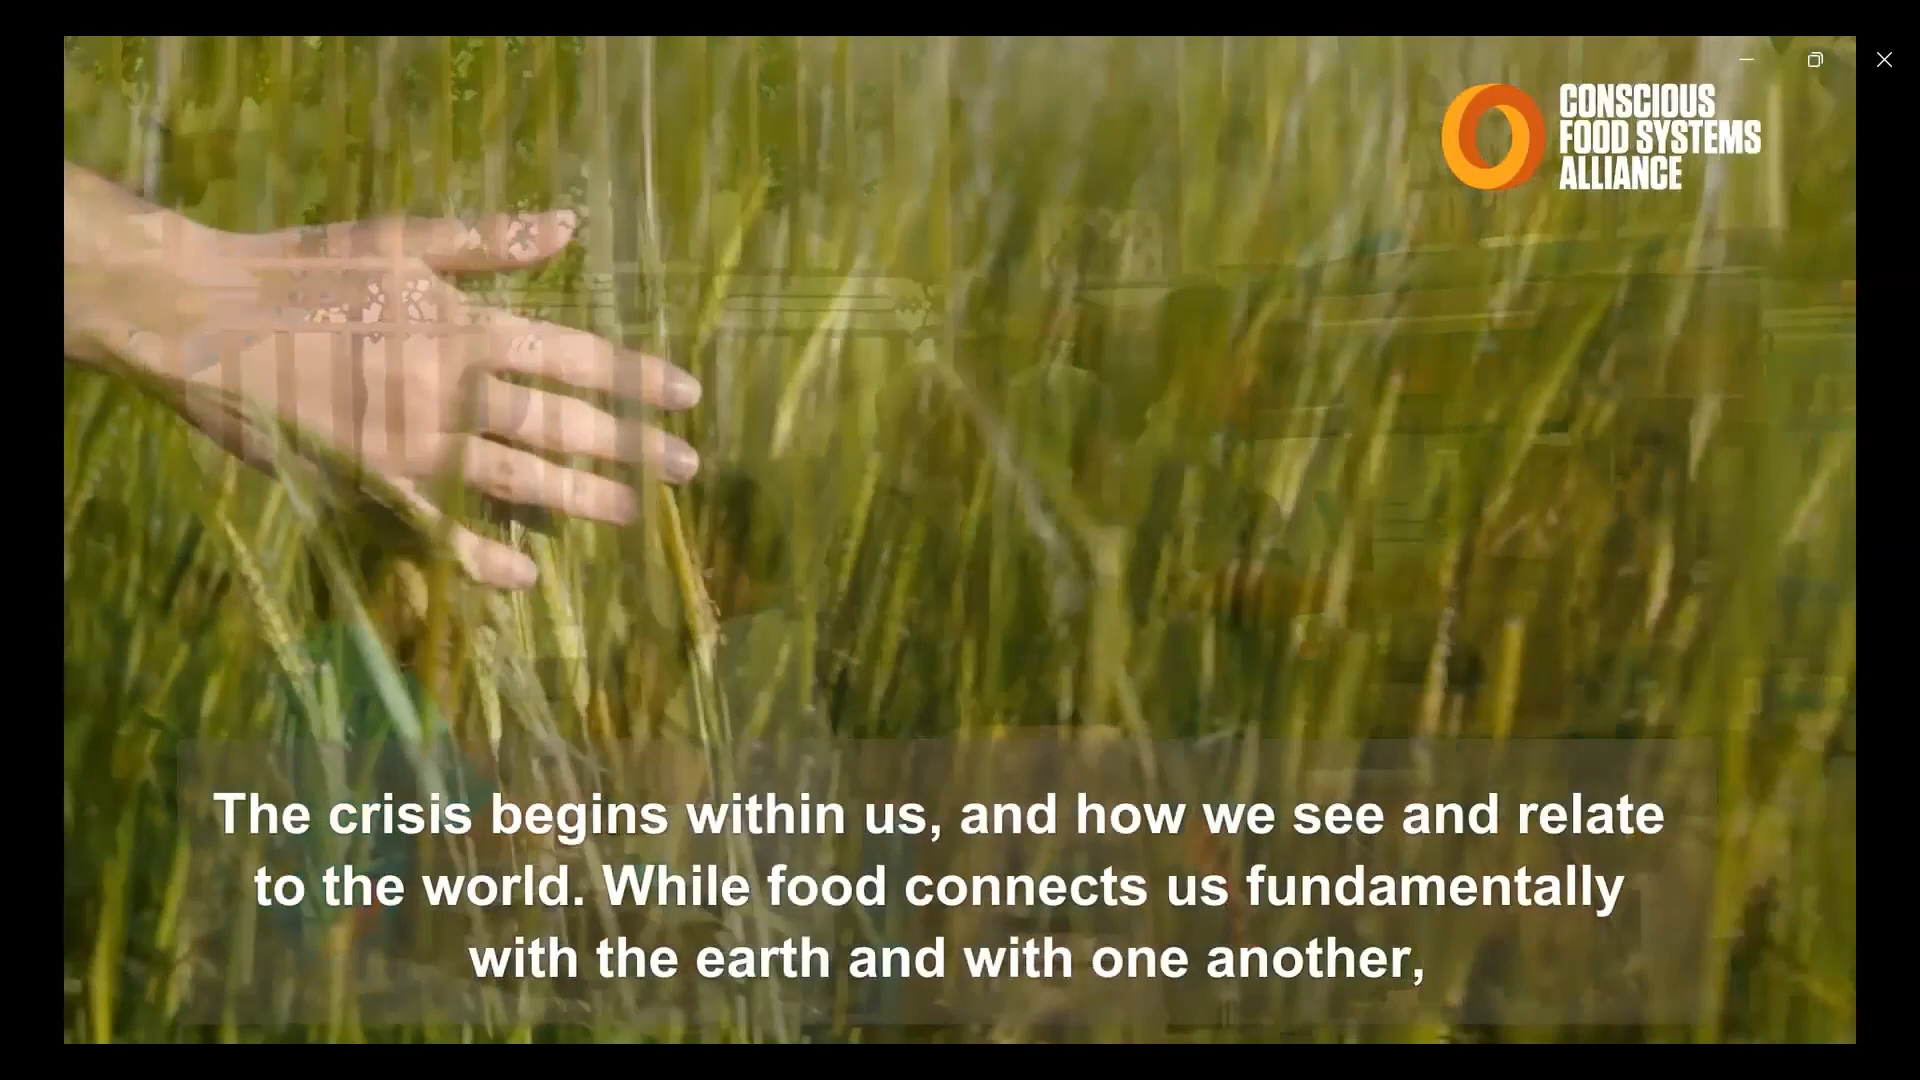 CONSCIOUS
FOOD SYSTEMS
ALLIANCE
The crisis begins within us, and how we see and relate
to the world. While food connects us fundamentally
with the earth and with one another,